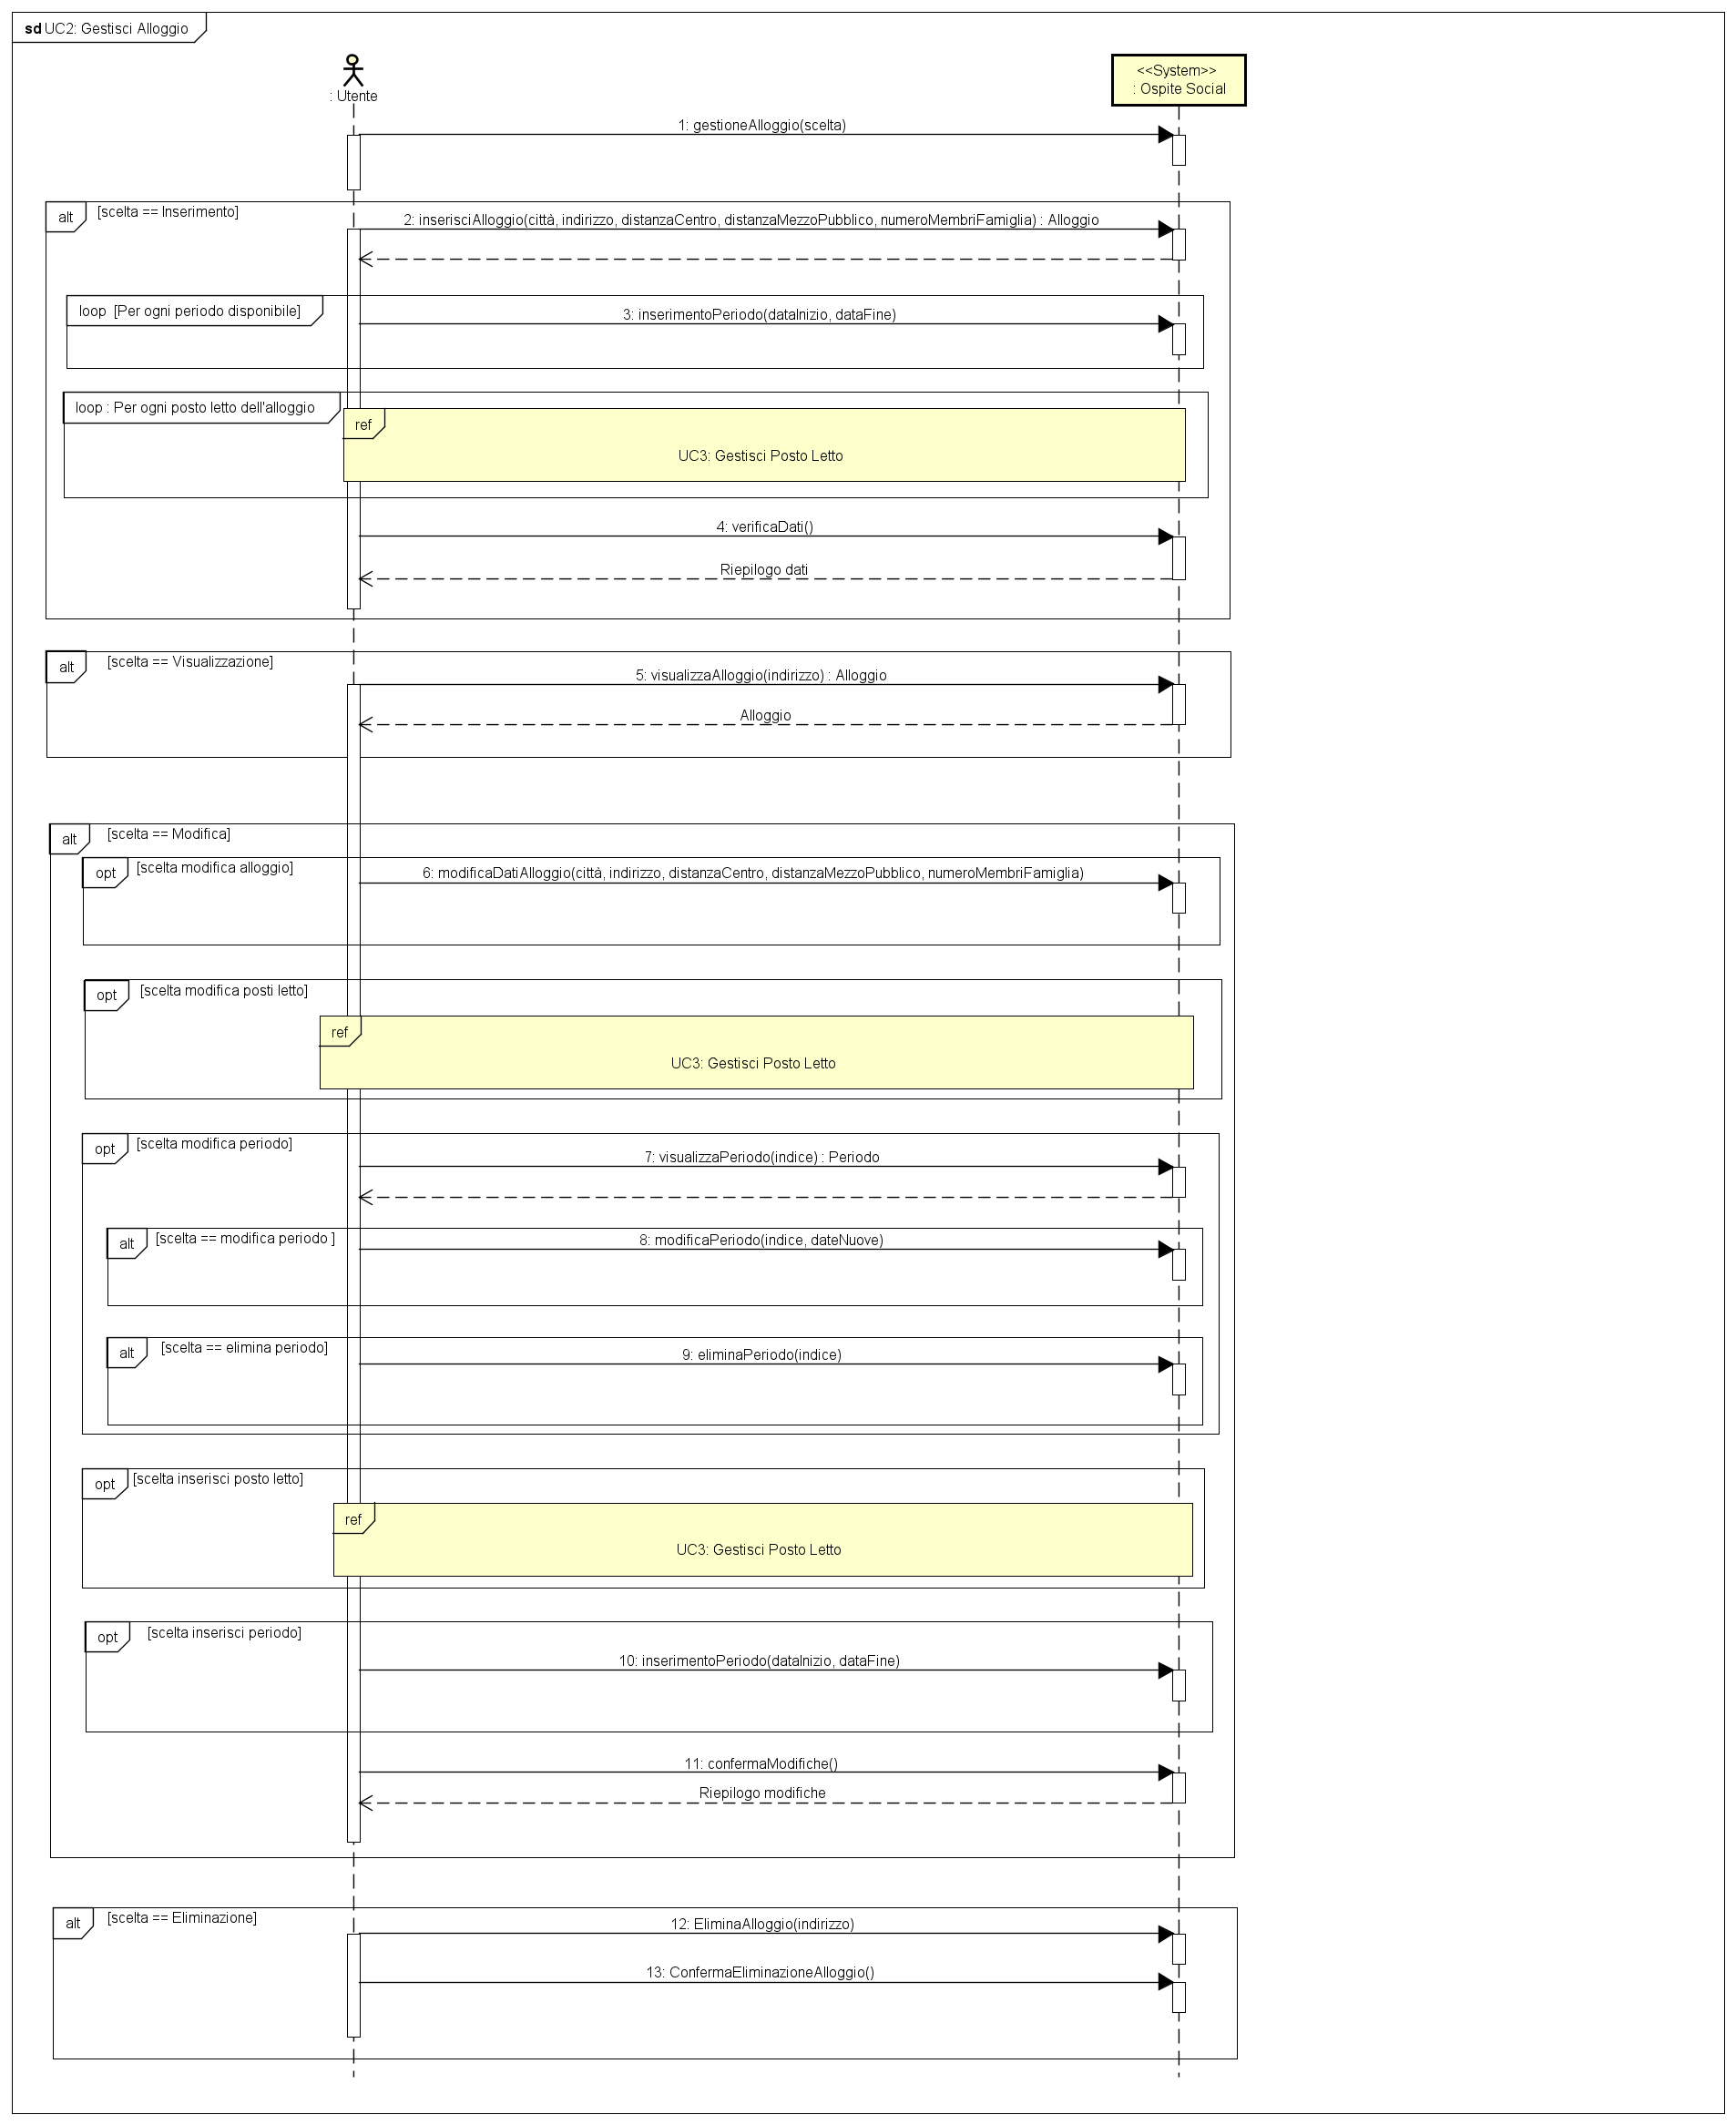 sd UC2: Gestisci Alloggio
: Utente
<<System>>
: Ospite Social
1: gestioneAlloggio(scelta)
alt
[scelta == Inserimento]
2: inserisciAlloggio(città, indirizzo, distanzaCentro, distanzaMezzoPubblico, numeroMembriFamiglia) : Alloggio
loop [Per ogni periodo disponibile]
3: inserimentoPeriodo(dataInizio, dataFine)
loop : Per ogni posto letto dell'alloggio
ref
UC3: Gestisci Posto Letto
4: verificaDati()
Riepilogo dati
alt
[scelta == Visualizzazione]
5: visualizzaAlloggio(indirizzo) : Alloggio
Alloggio
alt
[scelta == Modifica]
opt
[scelta modifica alloggio]
6: modificaDatiAlloggio(città, indirizzo, distanzaCentro, distanzaMezzoPubblico, numeroMembriFamiglia)
opt
[scelta modifica posti letto]
ref
UC3: Gestisci Posto Letto
opt
[scelta modifica periodo]
7: visualizzaPeriodo(indice) : Periodo
alt
[scelta == modifica periodo ]
8: modificaPeriodo(indice, dateNuove)
alt
[scelta == elimina periodo]
9: eliminaPeriodo(indice)
opt
[scelta inserisci posto letto]
ref
UC3: Gestisci Posto Letto
opt
[scelta inserisci periodo]
10: inserimentoPeriodo(dataInizio, dataFine)
11: confermaModifiche()
Riepilogo modifiche
alt
[scelta == Eliminazione]
12: EliminaAlloggio(indirizzo)
13: ConfermaEliminazioneAlloggio()